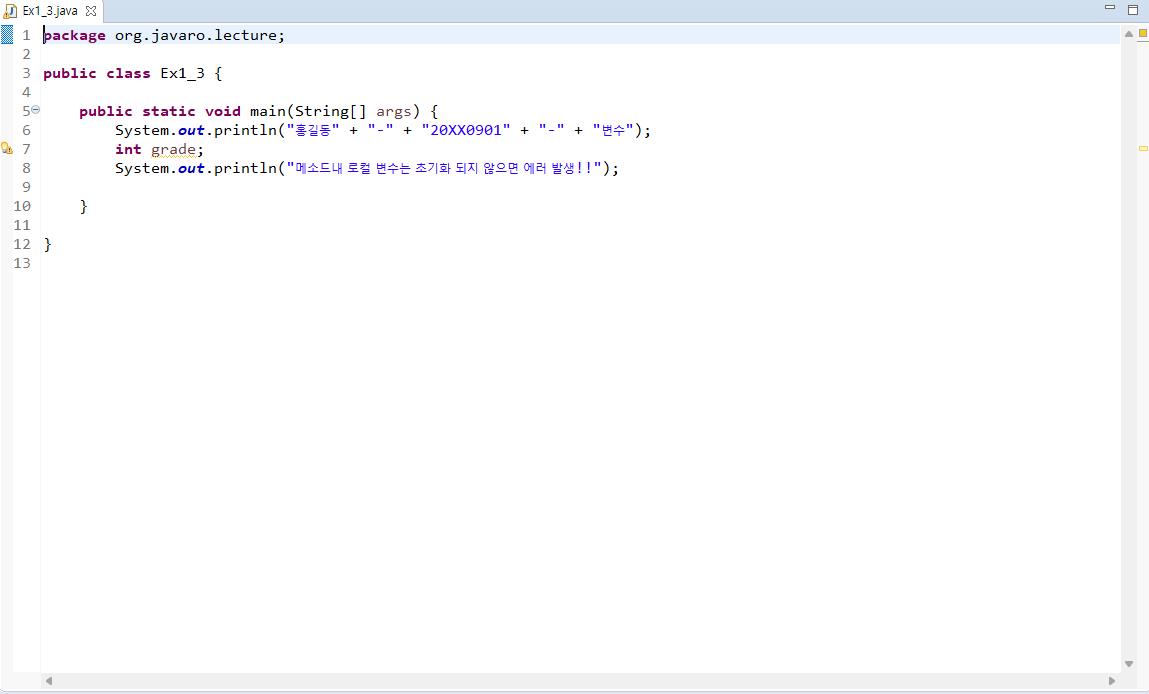 Ex1_3.java
1 package org.javaro.lecture;
2
3 public class Ex1_3 {
4
5     public static void main(String[] args) {
6         System.out.println("홍길동" + "-" + "20XX0901" + "-" + "변수");
7         int grade;
8         System.out.println("메소드내 로컬 변수는 초기화 되지 않으면 에러 발생!!");
9
10     }
11
12 }
13